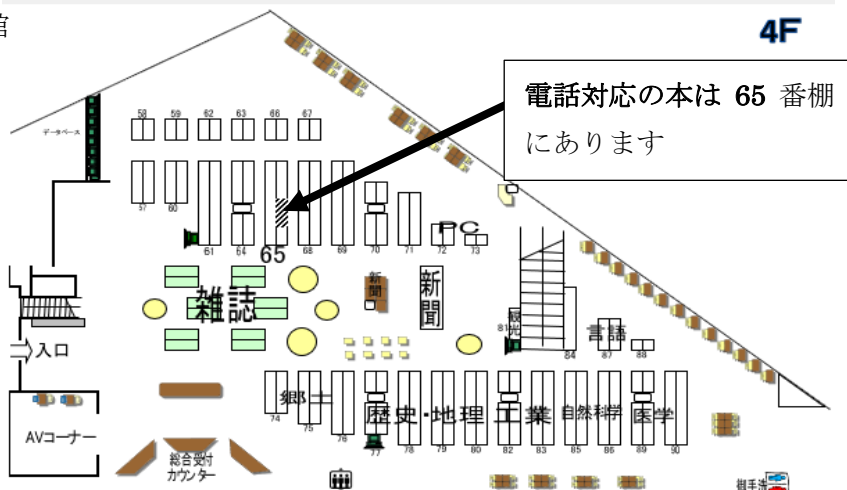 館
4F
電話対応の本は 65 番棚
にあります
データベース
58 59 62 63 66 67
57 60
61 64 65 68 69 70 71 72 73
PC
雑誌
新聞
新聞
観光
81
84
言語
87 88
入口
郷土
歴史・地理 工業 自然科学 医学
74 75 76 77 78 79 80 82 83 85 86 89 90
AVコーナー
総合受付
カウンター
御手洗